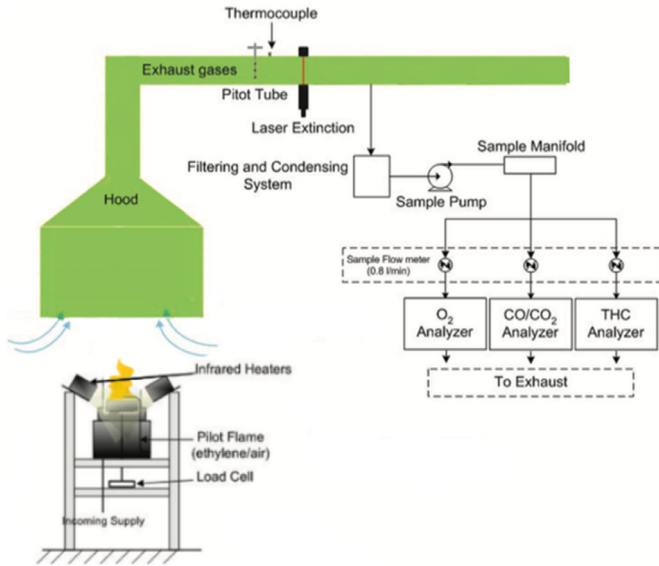 Thermocouple
Exhaust gases
Pitot Tube
Laser Extinction
Hood
Filtering and Condensing
System
Sample Pump
Sample Manifold
Sample Flow meter
(0.8 l/min)
O2
Analyzer
CO/CO2
Analyzer
THC
Analyzer
To Exhaust
Infrared Heaters
Pilot Flame
(ethylene/air)
Load Cell
Incoming Supply